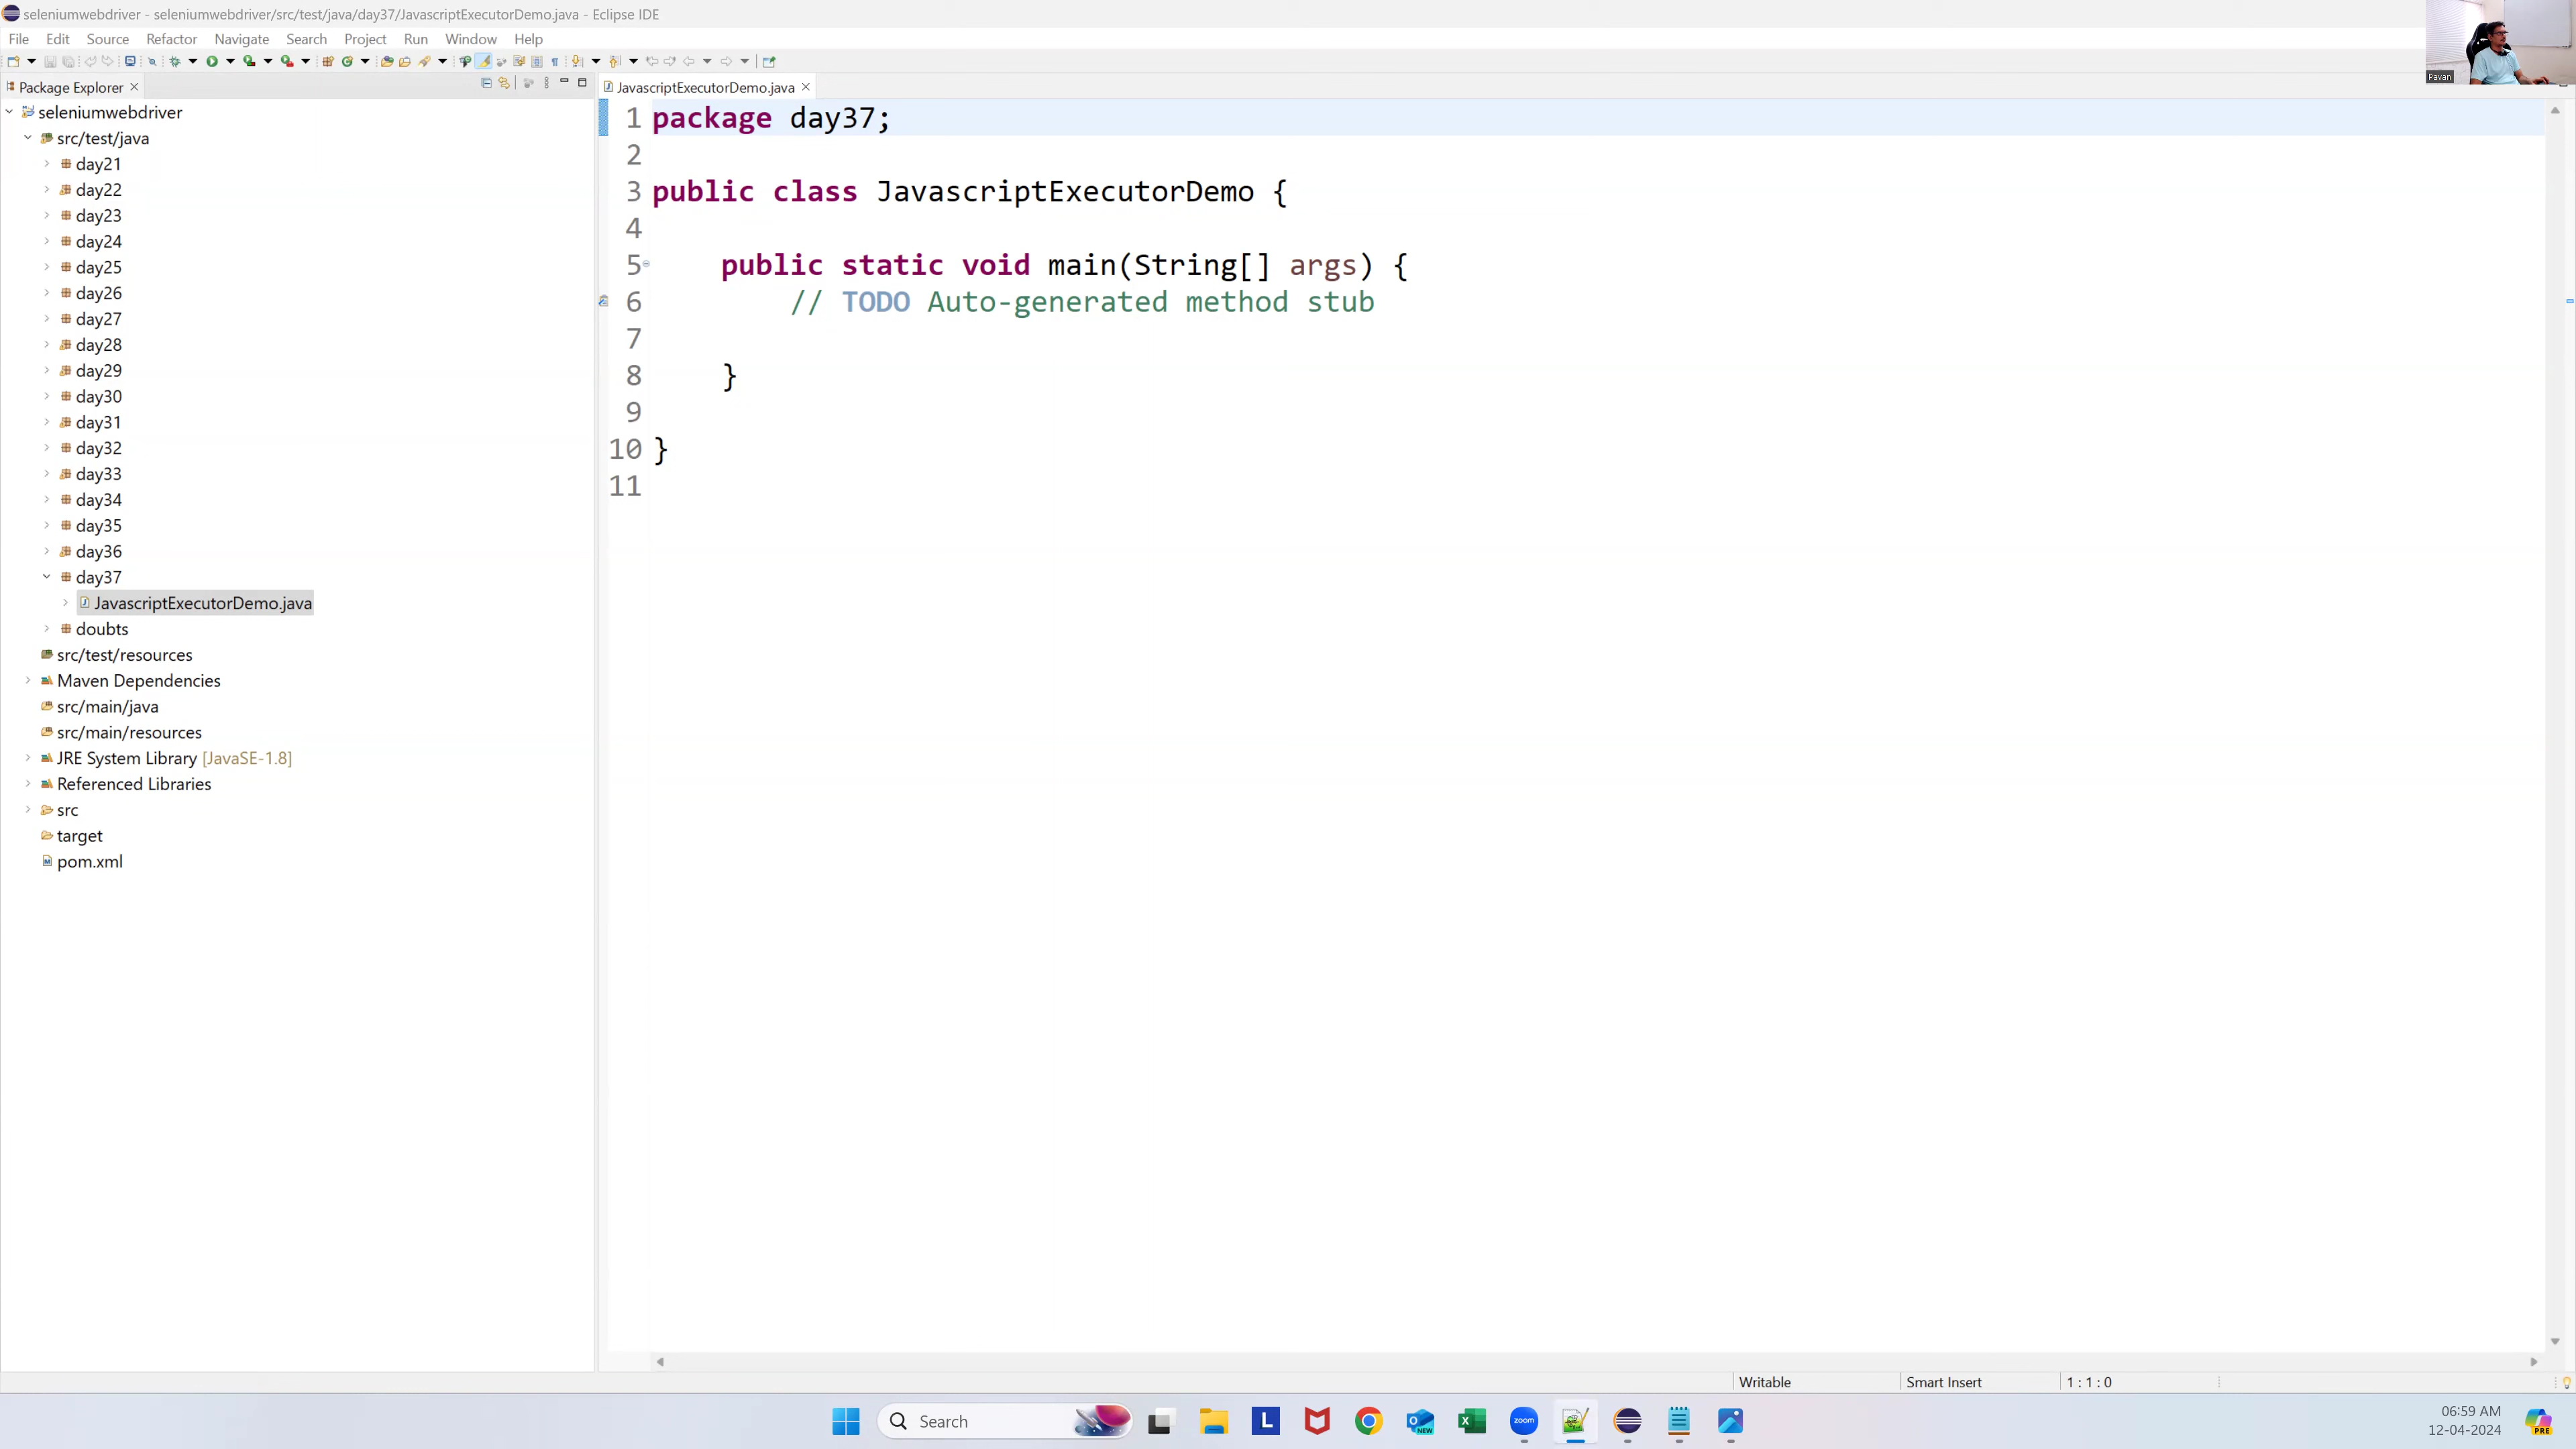 seleniumwebdriver - seleniumwebdriver/src/test/java/day37/JavascriptExecutorDemo.java - Eclipse IDE
File Edit Source Refactor Navigate Search Project Run Window Help
Pavan
Package Explorer
seleniumwebdriver
src/test/java
day21
day22
day23
day24
day25
day26
day27
day28
day29
day30
day31
day32
day33
day34
day35
day36
day37
JavascriptExecutorDemo.java
doubts
src/test/resources
Maven Dependencies
src/main/java
src/main/resources
JRE System Library [JavaSE-1.8]
Referenced Libraries
src
target
pom.xml
JavascriptExecutorDemo.java
1 package day37;
2
3 public class JavascriptExecutorDemo {
4
5 public static void main(String[] args) {
6 // TODO Auto-generated method stub
7
8 }
9
10 }
11
Writable Smart Insert 1 : 1 : 0
Search
L
NEW
zoom
06:59 AM
12-04-2024
PRE